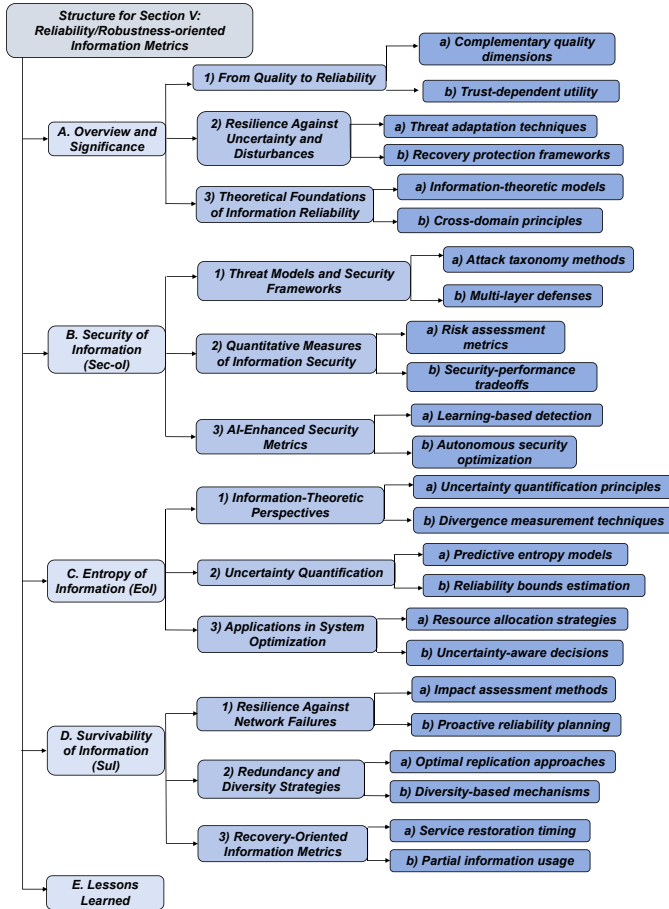 Structure for Section V:
Reliability/Robustness-oriented
Information Metrics
A. Overview and
Significance
1) From Quality to Reliability
a) Complementary quality
dimensions
b) Trust-dependent utility
2) Resilience Against
Uncertainty and
Disturbances
a) Threat adaptation techniques
b) Recovery protection frameworks
3) Theoretical Foundations
of Information Reliability
a) Information-theoretic models
b) Cross-domain principles
B. Security of
Information
(Sec-oI)
1) Threat Models and Security
Frameworks
a) Attack taxonomy methods
b) Multi-layer defenses
2) Quantitative Measures
of Information Security
a) Risk assessment
metrics
b) Security-performance
tradeoffs
3) AI-Enhanced Security
Metrics
a) Learning-based detection
b) Autonomous security
optimization
C. Entropy of
Information (EoI)
1) Information-Theoretic
Perspectives
a) Uncertainty quantification principles
b) Divergence measurement techniques
2) Uncertainty Quantification
a) Predictive entropy models
b) Reliability bounds estimation
3) Applications in System
Optimization
a) Resource allocation strategies
b) Uncertainty-aware decisions
D. Survivability
of Information
(SuI)
1) Resilience Against
Network Failures
a) Impact assessment methods
b) Proactive reliability planning
2) Redundancy and
Diversity Strategies
a) Optimal replication approaches
b) Diversity-based mechanisms
3) Recovery-Oriented
Information Metrics
a) Service restoration timing
b) Partial information usage
E. Lessons
Learned